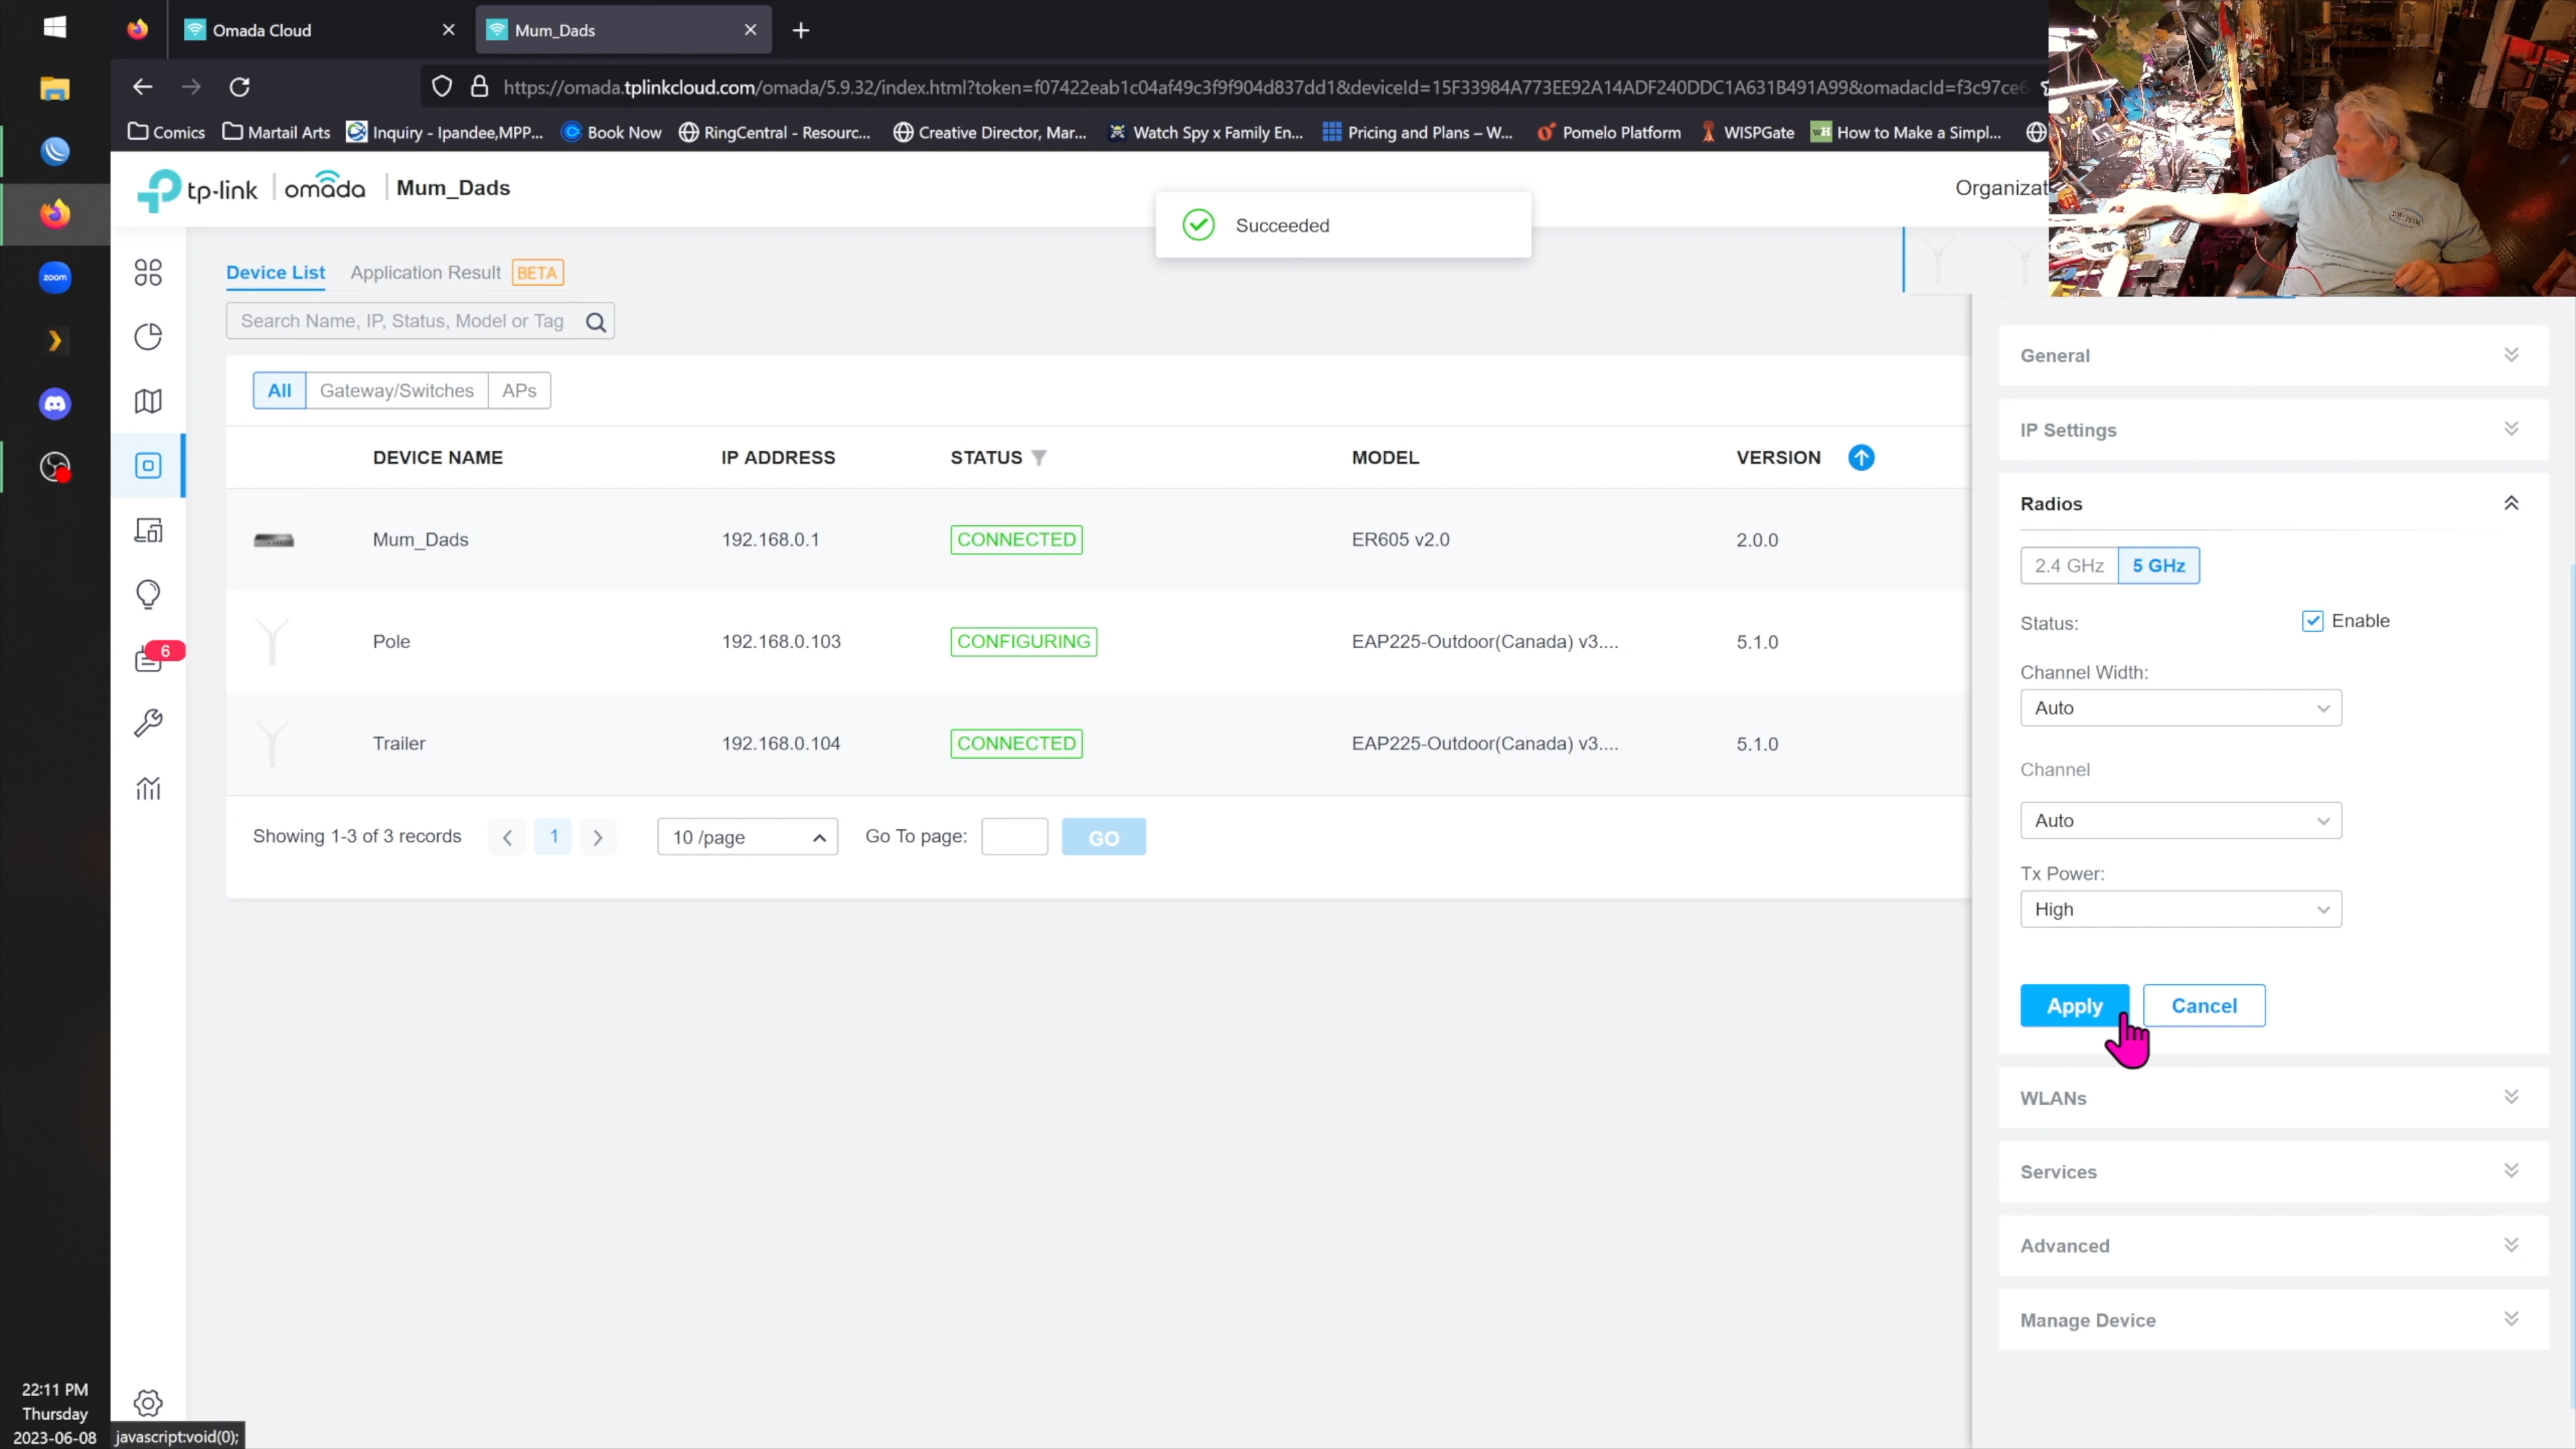 Omada Cloud
Mum_Dads
https://omada.tplinkcloud.com/omada/5.9.32/index.html?token=f07422eab1c04af49c3f9f904d837dd1&deviceId=15F33984A773EE92A14ADF240DDC1A631B491A99&omadacId=f3c97ce6
Comics
Martail Arts
Inquiry - Ipandee,MPP...
Book Now
RingCentral - Resourc...
Creative Director, Mar...
Watch Spy x Family En...
Pricing and Plans – W...
Pomelo Platform
WISPGate
How to Make a Simpl...
zoom
tp-link
omada
Mum_Dads
Succeeded
Organizat
Device List
Application Result
BETA
Search Name, IP, Status, Model or Tag
All
Gateway/Switches
APs
DEVICE NAME IP ADDRESS STATUS MODEL VERSION
Mum_Dads 192.168.0.1 CONNECTED ER605 v2.0 2.0.0
Pole 192.168.0.103 CONFIGURING EAP225-Outdoor(Canada) v3.... 5.1.0
Trailer 192.168.0.104 CONNECTED EAP225-Outdoor(Canada) v3.... 5.1.0
Showing 1-3 of 3 records
1
10 /page
Go To page:
GO
6
General
IP Settings
Radios
2.4 GHz
5 GHz
Status:
Enable
Channel Width:
Auto
Channel
Auto
Tx Power:
High
Apply
Cancel
WLANs
Services
Advanced
Manage Device
22:11 PM
Thursday
2023-06-08
javascript:void(0);